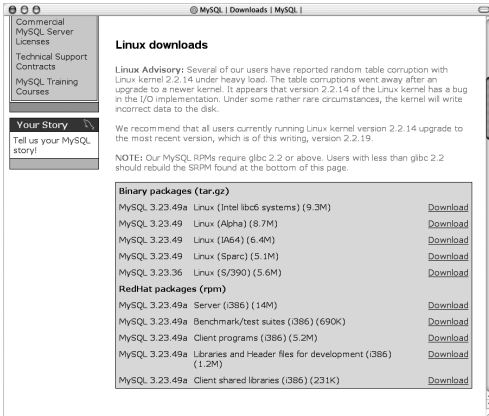 MySQL | Downloads | MySQL |
Commercial
MySQL Server
Licenses
Technical Support
Contracts
MySQL Training
Courses
Your Story
Tell us your MySQL
story!
Linux downloads
Linux Advisory: Several of our users have reported random table corruption with
Linux kernel 2.2.14 under heavy load. The table corruptions went away after an
upgrade to a newer kernel. It appears that version 2.2.14 of the Linux kernel has a bug
in the I/O implementation. Under some rather rare circumstances, the kernel will write
incorrect data to the disk.
We recommend that all users currently running Linux kernel version 2.2.14 upgrade to
the most recent version, which is of this writing, version 2.2.19.
NOTE: Our MySQL RPMs require glibc 2.2 or above. Users with less than glibc 2.2
should rebuild the SRPM found at the bottom of this page.
Binary packages (tar.gz)
MySQL 3.23.49a Linux (Intel libc6 systems) (9.3M) Download
MySQL 3.23.49 Linux (Alpha) (8.7M) Download
MySQL 3.23.49 Linux (IA64) (6.4M) Download
MySQL 3.23.49 Linux (Sparc) (5.1M) Download
MySQL 3.23.36 Linux (S/390) (5.6M) Download
RedHat packages (rpm)
MySQL 3.23.49a Server (i386) (14M) Download
MySQL 3.23.49a Benchmark/test suites (i386) (690K) Download
MySQL 3.23.49a Client programs (i386) (5.2M) Download
MySQL 3.23.49a Libraries and Header files for development (i386) Download
(1.2M)
MySQL 3.23.49a Client shared libraries (i386) (231K) Download